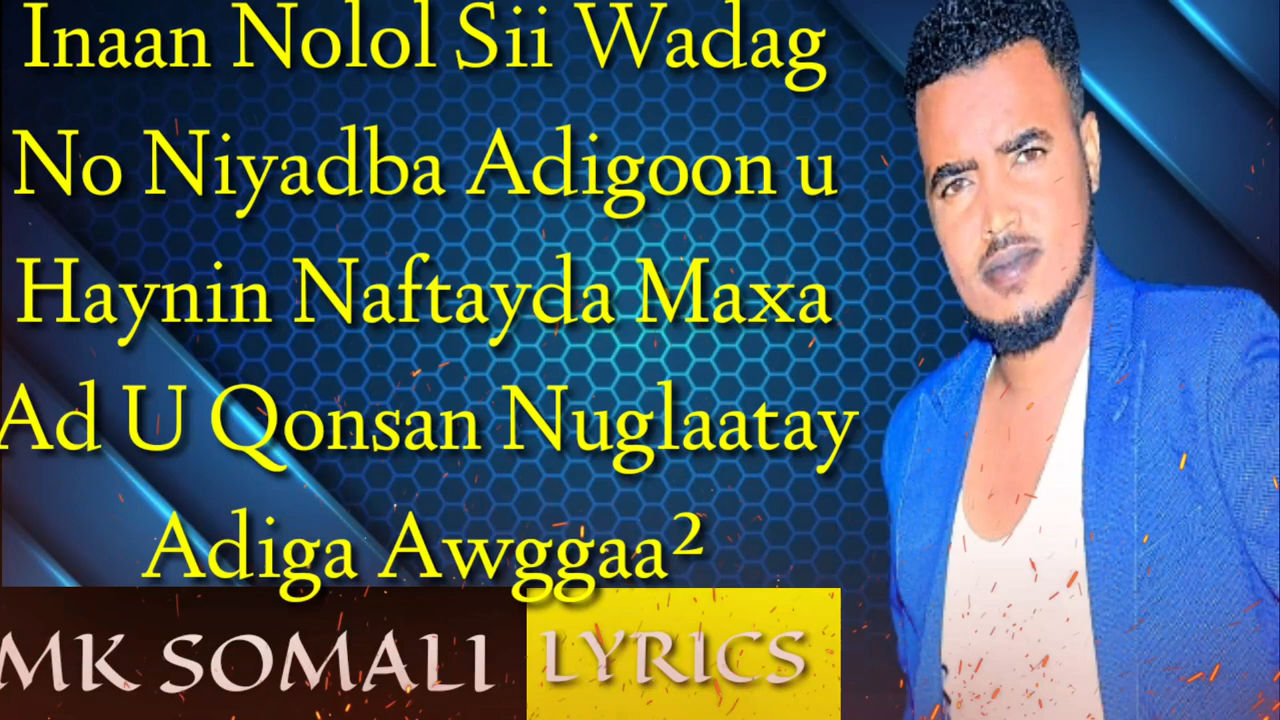 Inaan Nolol Sii Wadag
No Niyadba Adigoon u
Haynin Naftayda Maxa
Ad U Qonsan Nuglaatay
Adiga Awggaa²
MK SOMALI LYRICS